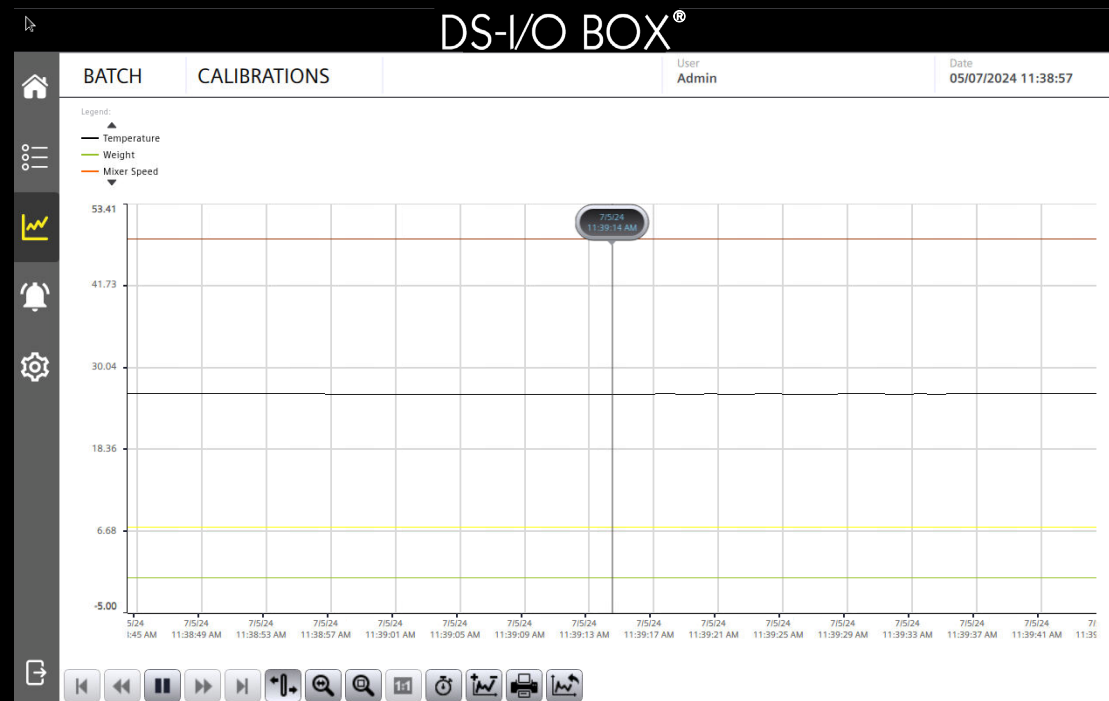 DS-I/O BOX®
BATCH CALIBRATIONS
User
Admin
Date
05/07/2024 11:38:57
Legend:
Temperature
Weight
Mixer Speed
7/5/24
11:39:14 AM
53.41
41.73
30.04
18.36
6.68
-5.00
5/24 7/5/24 7/5/24 7/5/24 7/5/24 7/5/24 7/5/24 7/5/24 7/5/24 7/5/24 7/5/24 7/5/24 7/5/24 7/5/24 7/5/24
11:38:49 AM 11:38:53 AM 11:38:57 AM 11:39:01 AM 11:39:05 AM 11:39:09 AM 11:39:13 AM 11:39:17 AM 11:39:21 AM 11:39:25 AM 11:39:29 AM 11:39:33 AM 11:39:37 AM 11:39:41 AM
1:1